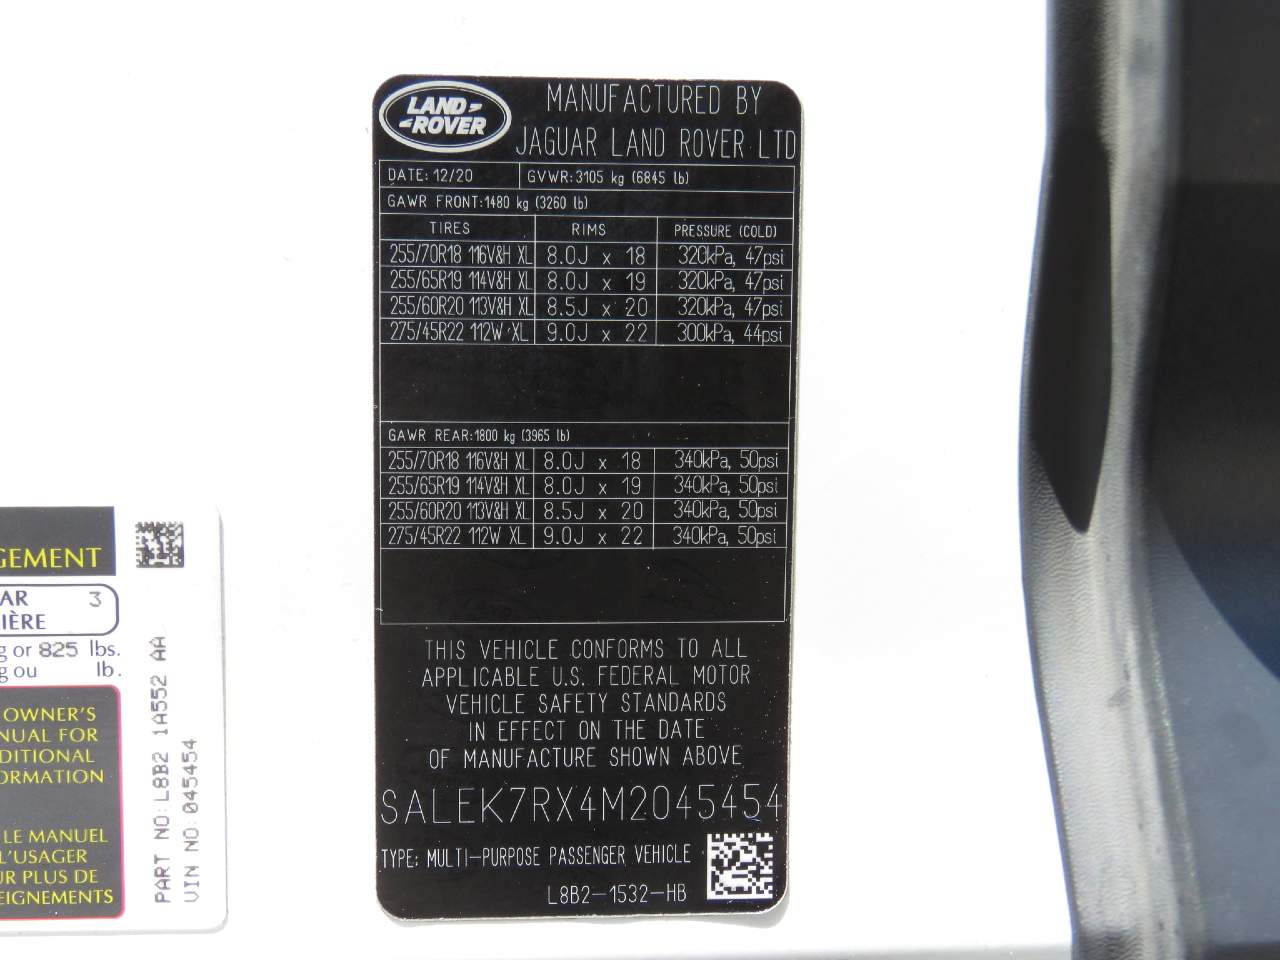 LAND
ROVER
MANUFACTURED BY
JAGUAR LAND ROVER LTD
DATE: 12/20 GVWR:3105 kg (6845 lb)
GAWR FRONT:1480 kg (3260 lb)
TIRES RIMS PRESSURE (COLD)
255/70R18 116V&H XL 8.0J x 18 320kPa, 47psi
255/65R19 114V&H XL 8.0J x 19 320kPa, 47psi
255/60R20 113V&H XL 8.5J x 20 320kPa, 47psi
275/45R22 112W XL 9.0J x 22 300kPa, 44psi
GAWR REAR:1800 kg (3965 lb)
255/70R18 116V&H XL 8.0J x 18 340kPa, 50psi
255/65R19 114V&H XL 8.0J x 19 340kPa, 50psi
255/60R20 113V&H XL 8.5J x 20 340kPa, 50psi
275/45R22 112W XL 9.0J x 22 340kPa, 50psi
THIS VEHICLE CONFORMS TO ALL
APPLICABLE U.S. FEDERAL MOTOR
VEHICLE SAFETY STANDARDS
IN EFFECT ON THE DATE
OF MANUFACTURE SHOWN ABOVE
SALEK7RX4M2045454
TYPE: MULTI-PURPOSE PASSENGER VEHICLE
L8B2-1532-HB
GEMENT
AR 3
IÈRE
g or 825 lbs.
g ou lb.
OWNER'S
NUAL FOR
DITIONAL
ORMATION
LE MANUEL
L'USAGER
UR PLUS DE
EIGNEMENTS
PART NO:L8B2 1A552 AA
VIN NO:045454